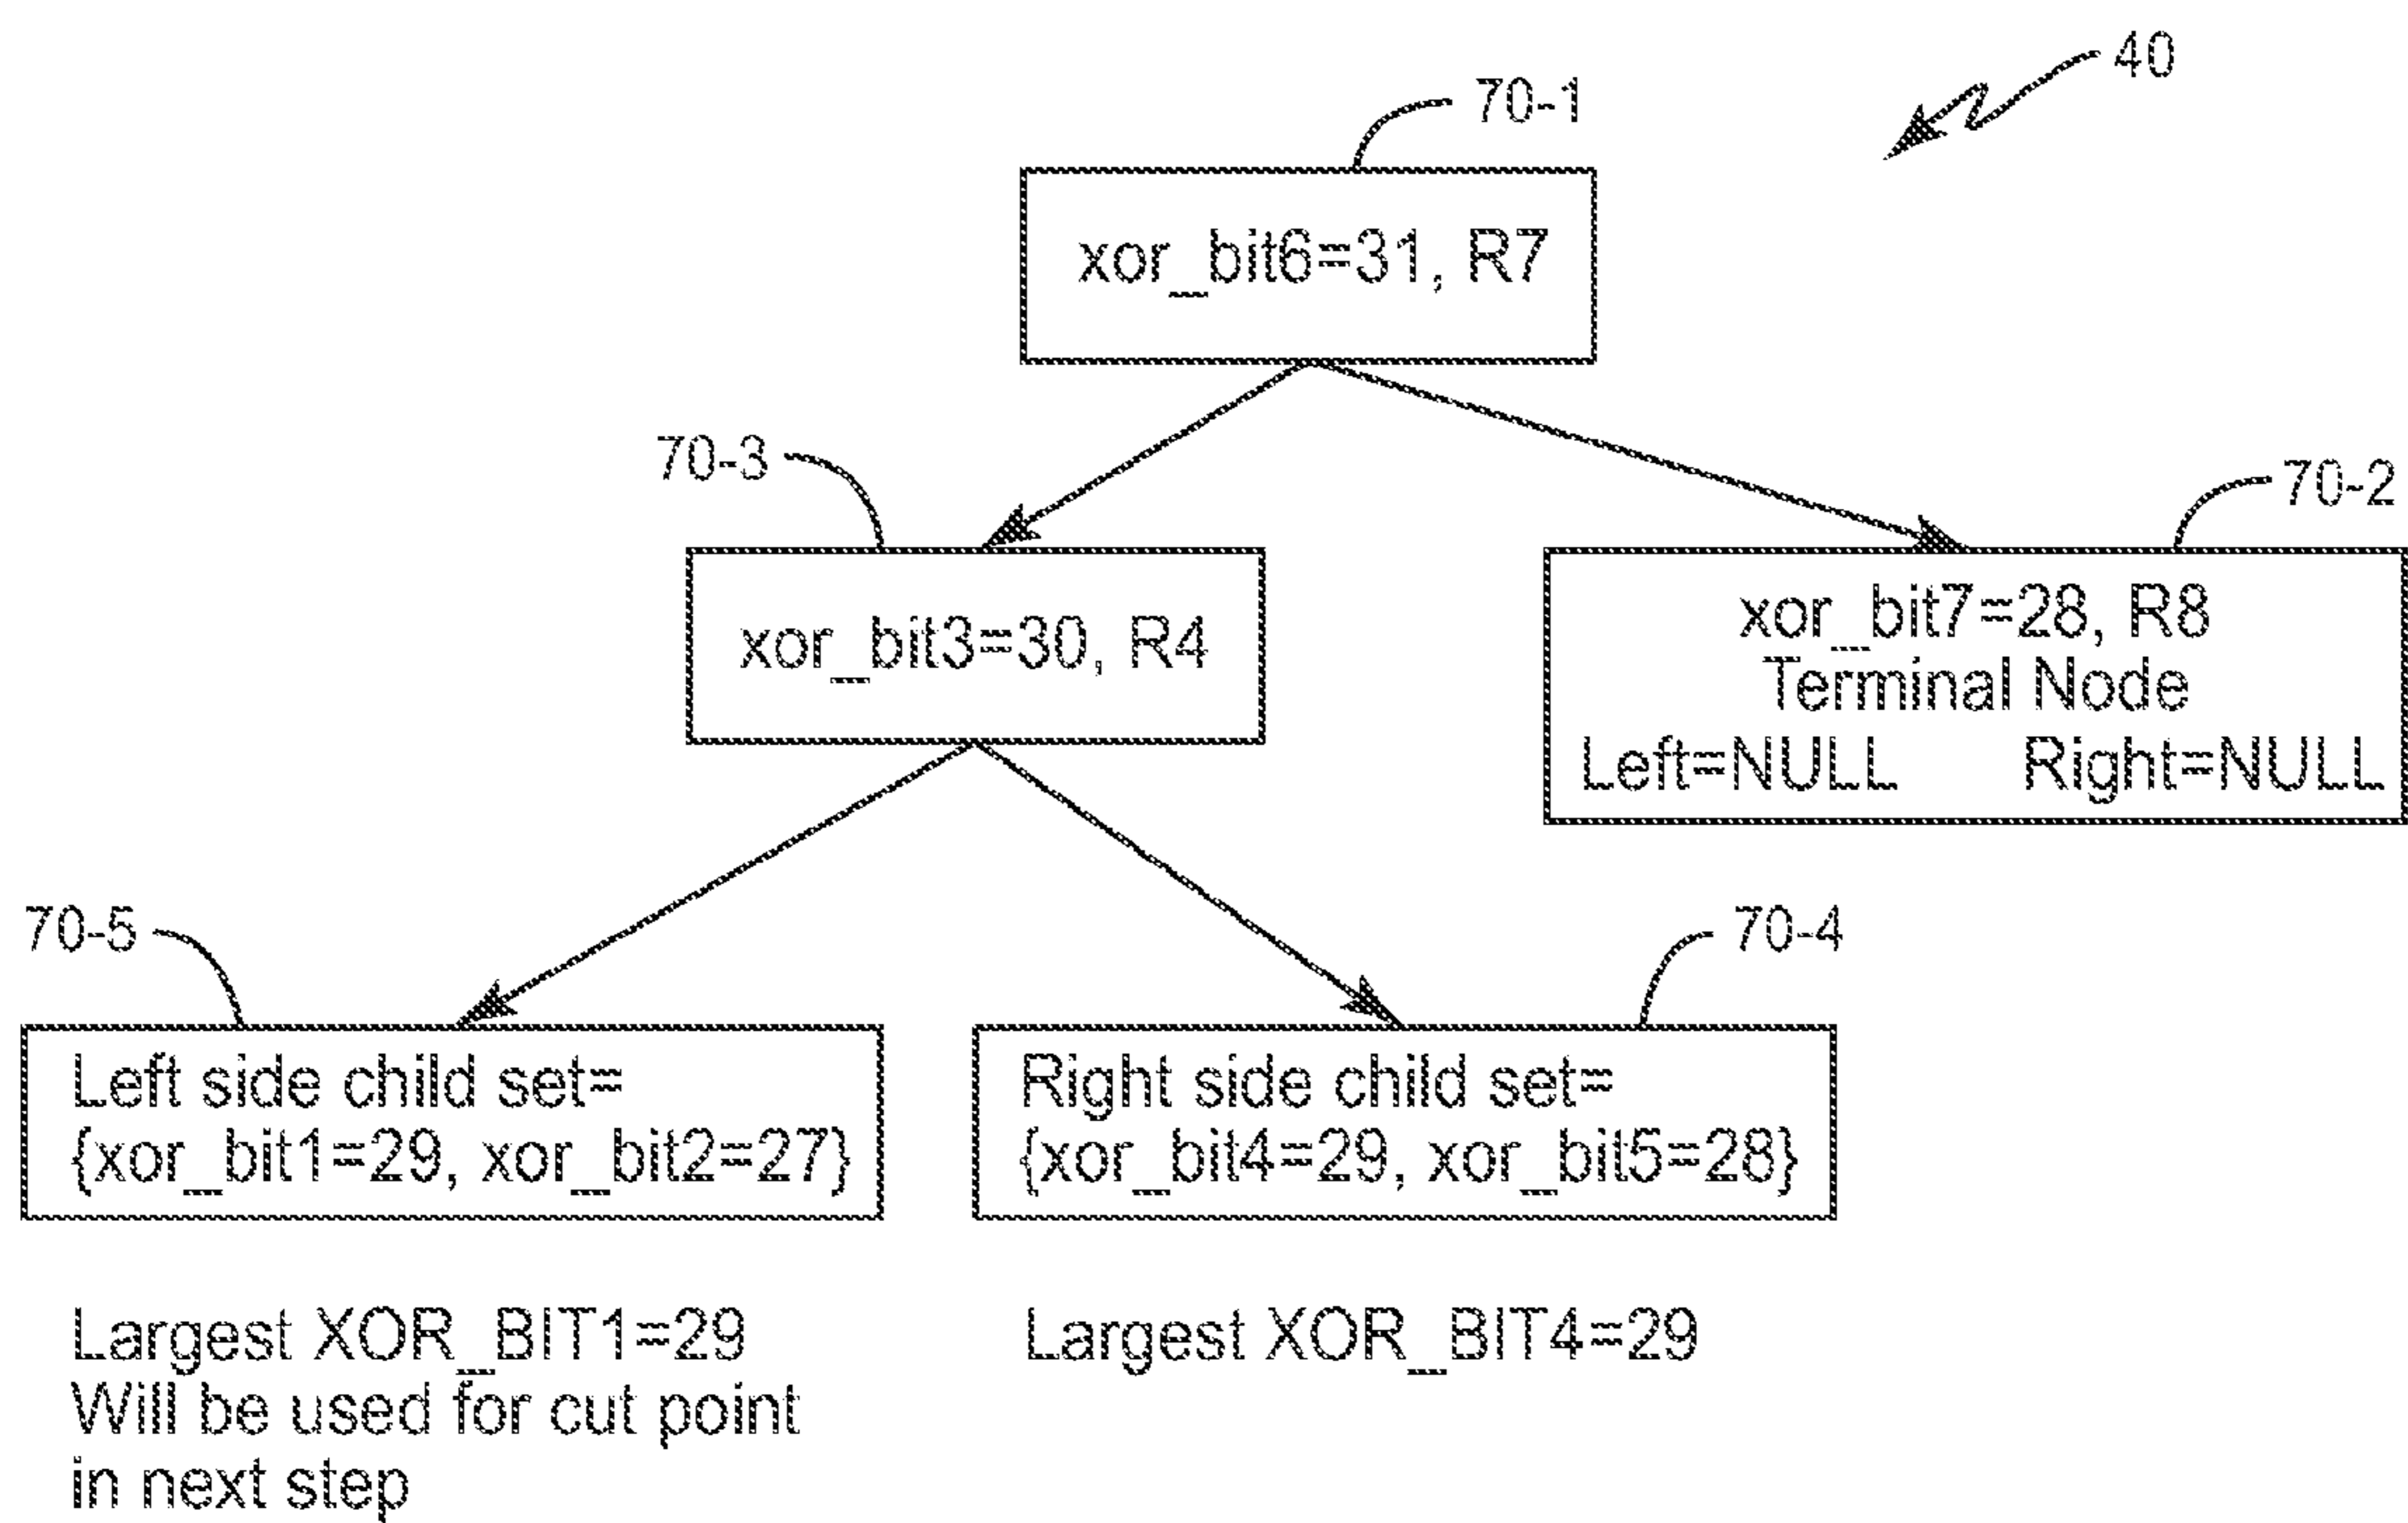 40
70-1
xor_bit6=31, R7
70-3
70-2
xor_bit3=30, R4
xor_bit7=28, R8
Terminal Node
Left=NULL Right=NULL
70-5
70-4
Left side child set=
{xor_bit1=29, xor_bit2=27}
Right side child set=
{xor_bit4=29, xor_bit5=28}
Largest XOR_BIT1=29
Will be used for cut point
in next step
Largest XOR_BIT4=29